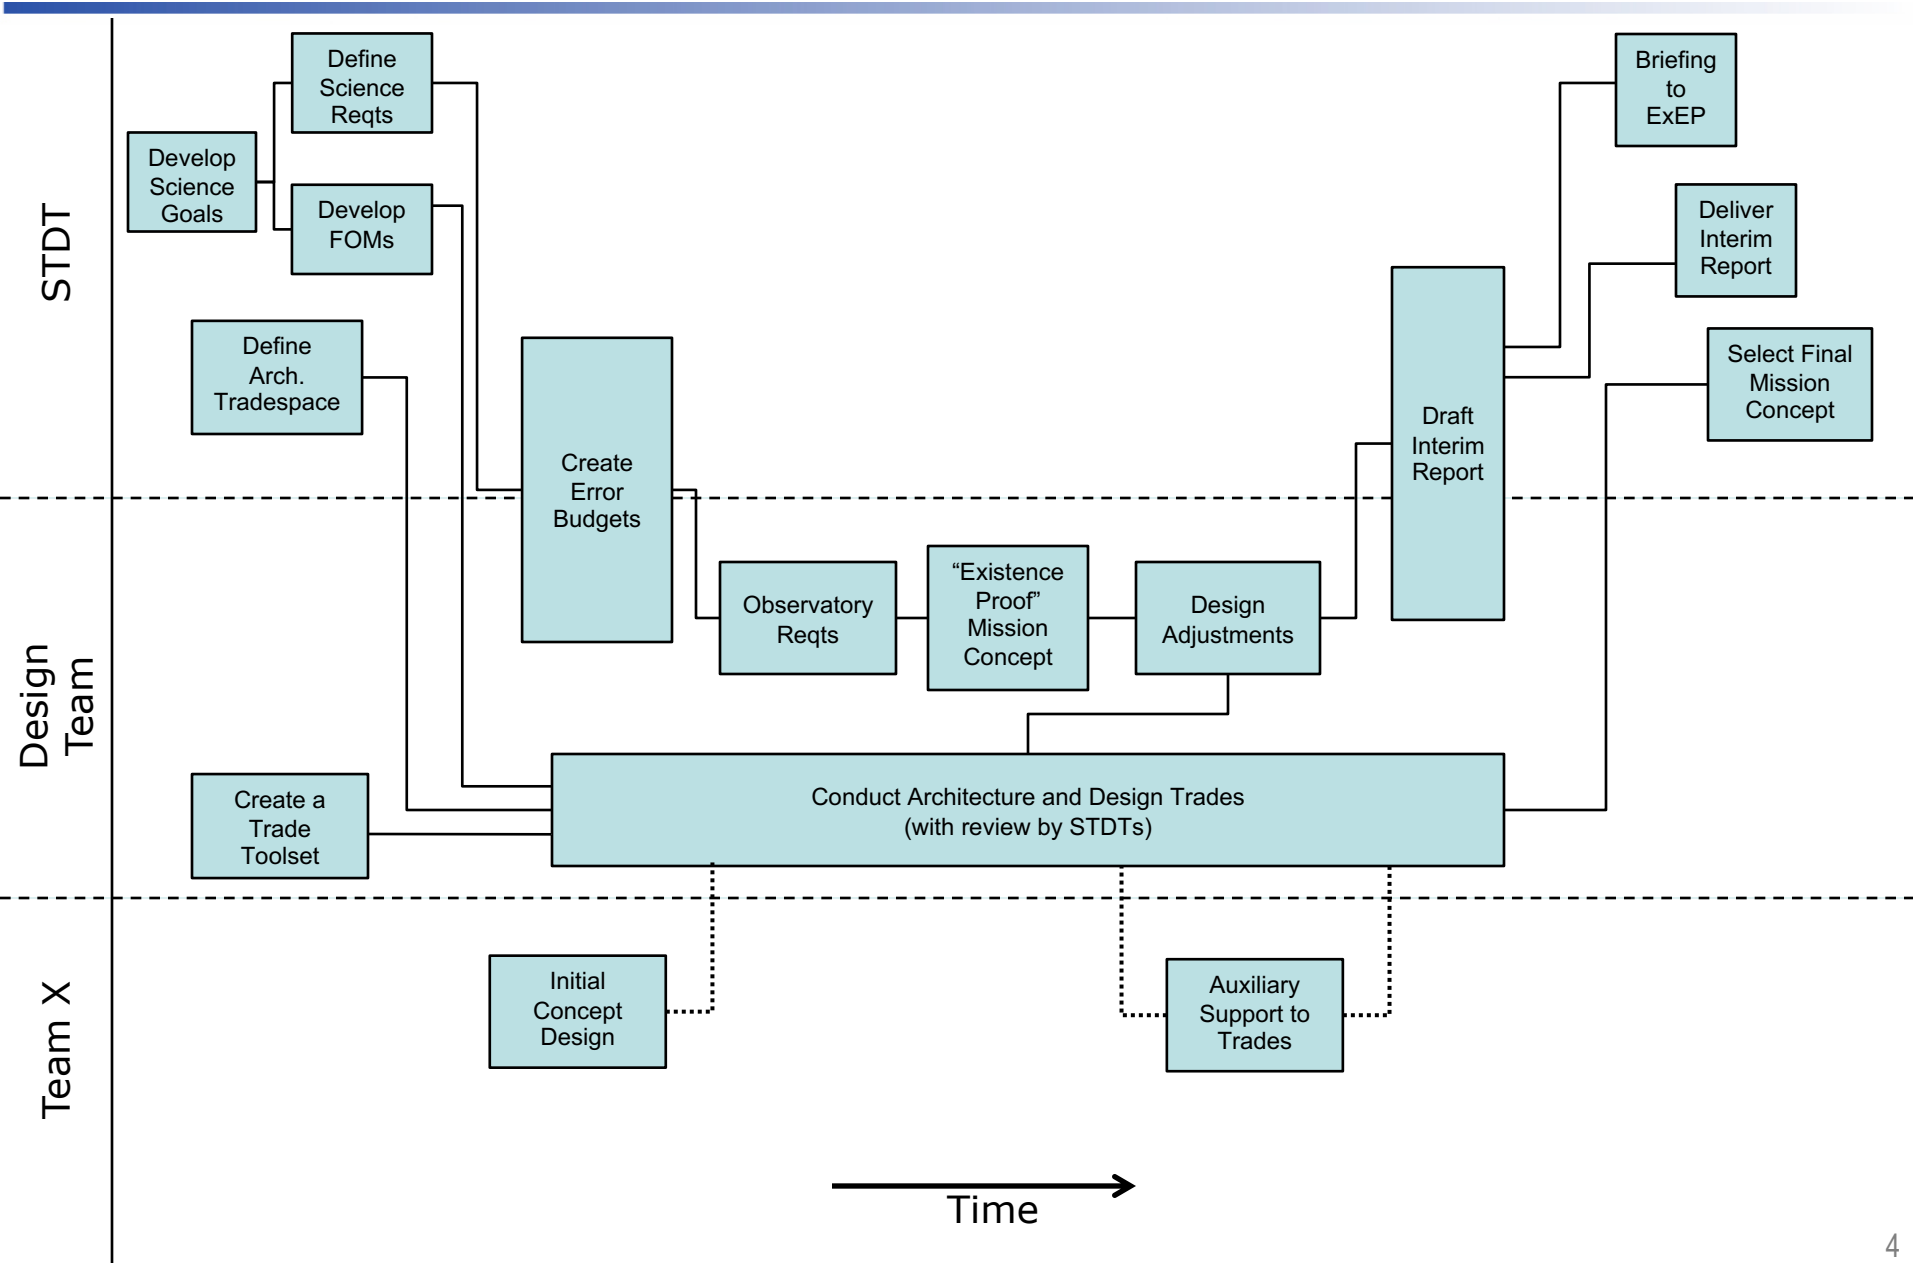 STDT
Develop
Science
Goals
Define
Science
Reqts
Develop
FOMs
Define
Arch.
Tradespace
Create
Error
Budgets
Draft
Interim
Report
Briefing
to
ExEP
Deliver
Interim
Report
Select Final
Mission
Concept
Design
Team
Observatory
Reqts
“Existence
Proof”
Mission
Concept
Design
Adjustments
Create a
Trade
Toolset
Conduct Architecture and Design Trades
(with review by STDTs)
Team X
Initial
Concept
Design
Auxiliary
Support to
Trades
Time
4